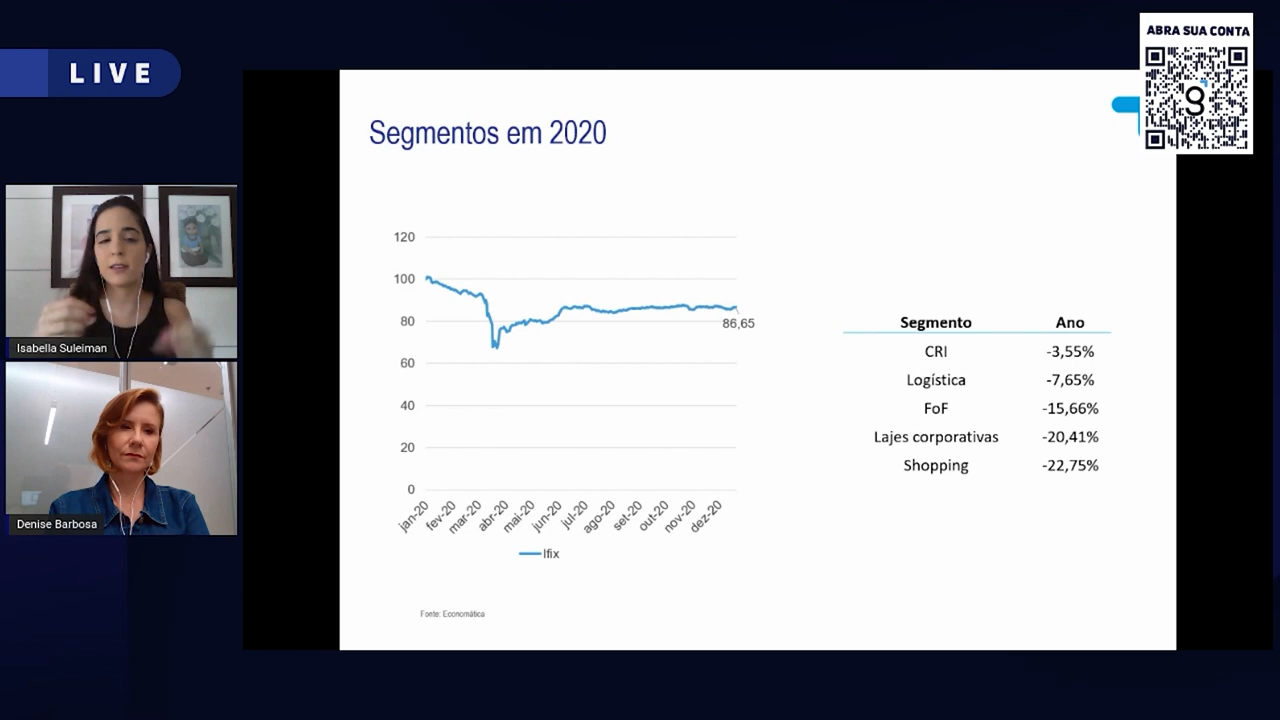 ABRA SUA CONTA
LIVE
Segmentos em 2020
Isabella Suleiman
Denise Barbosa
120
100
80
60
40
20
0
86,65
jan-20
fev-20
mar-20
abr-20
mai-20
jun-20
jul-20
ago-20
set-20
out-20
nov-20
dez-20
Ifix
Segmento Ano
CRI -3,55%
Logística -7,65%
FoF -15,66%
Lajes corporativas -20,41%
Shopping -22,75%
Fonte: Economática